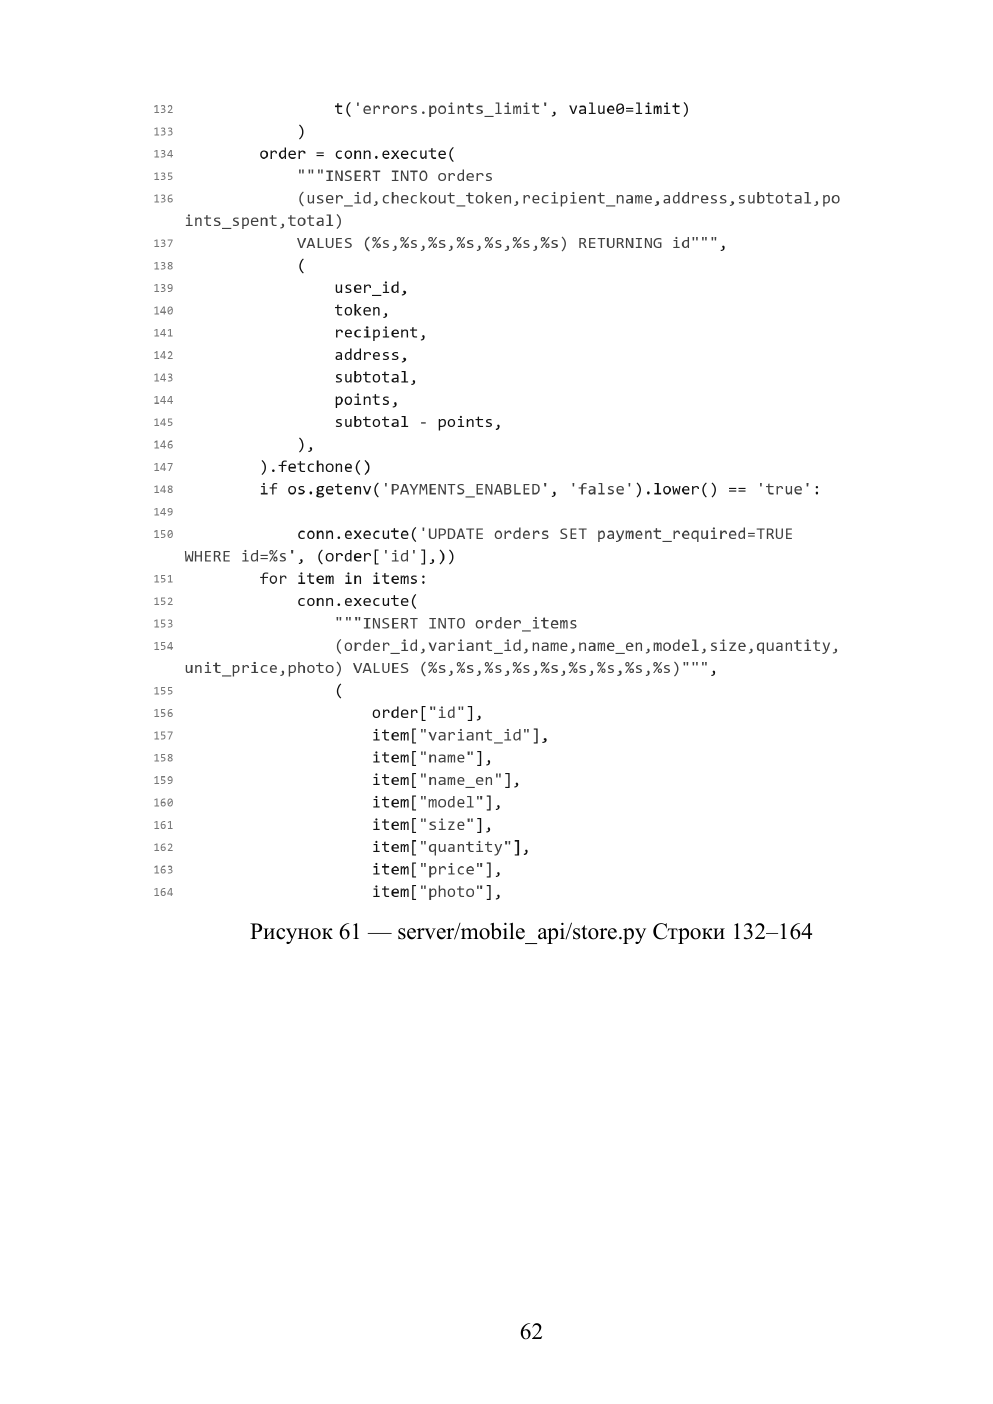 132                 t('errors.points_limit', value0=limit)
133             )
134         order = conn.execute(
135             """INSERT INTO orders
136             (user_id,checkout_token,recipient_name,address,subtotal,po
ints_spent,total)
137             VALUES (%s,%s,%s,%s,%s,%s,%s) RETURNING id""",
138             (
139                 user_id,
140                 token,
141                 recipient,
142                 address,
143                 subtotal,
144                 points,
145                 subtotal - points,
146             ),
147         ).fetchone()
148         if os.getenv('PAYMENTS_ENABLED', 'false').lower() == 'true':
149
150             conn.execute('UPDATE orders SET payment_required=TRUE
WHERE id=%s', (order['id'],))
151         for item in items:
152             conn.execute(
153                 """INSERT INTO order_items
154                 (order_id,variant_id,name,name_en,model,size,quantity,
unit_price,photo) VALUES (%s,%s,%s,%s,%s,%s,%s,%s,%s)""",
155                 (
156                     order["id"],
157                     item["variant_id"],
158                     item["name"],
159                     item["name_en"],
160                     item["model"],
161                     item["size"],
162                     item["quantity"],
163                     item["price"],
164                     item["photo"],
Рисунок 61 — server/mobile_api/store.py Строки 132–164
62